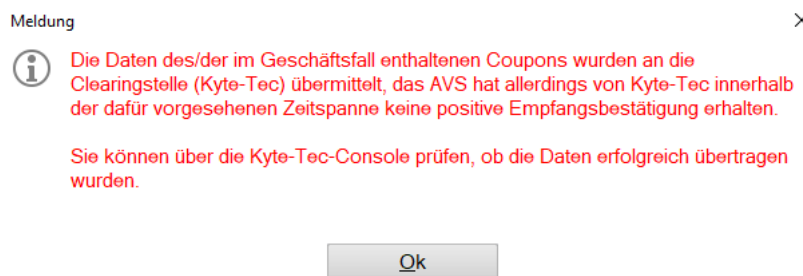 Meldung
Die Daten des/der im Geschäftsfall enthaltenen Coupons wurden an die
Clearingstelle (Kyte-Tec) übermittelt, das AVS hat allerdings von Kyte-Tec innerhalb
der dafür vorgesehenen Zeitspanne keine positive Empfangsbestätigung erhalten.
Sie können über die Kyte-Tec-Console prüfen, ob die Daten erfolgreich übertragen
wurden.
Ok